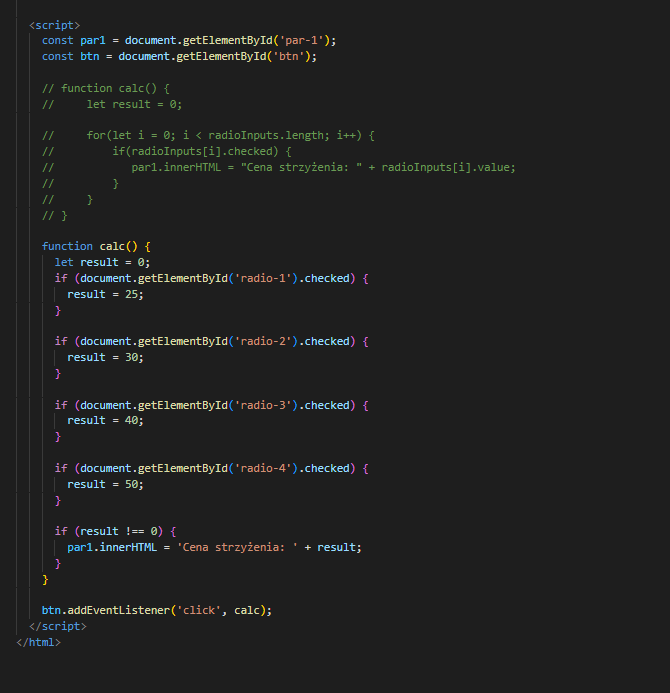 <script>
const par1 = document.getElementById('par-1');
const btn = document.getElementById('btn');
// function calc() {
//     let result = 0;
//     for(let i = 0; i < radioInputs.length; i++) {
//         if(radioInputs[i].checked) {
//            par1.innerHTML = "Cena strzyżenia: " + radioInputs[i].value;
//         }
//     }
// }
function calc() {
let result = 0;
if (document.getElementById('radio-1').checked) {
result = 25;
}
if (document.getElementById('radio-2').checked) {
result = 30;
}
if (document.getElementById('radio-3').checked) {
result = 40;
}
if (document.getElementById('radio-4').checked) {
result = 50;
}
if (result !== 0) {
par1.innerHTML = 'Cena strzyżenia: ' + result;
}
}
btn.addEventListener('click', calc);
</script>
</html>